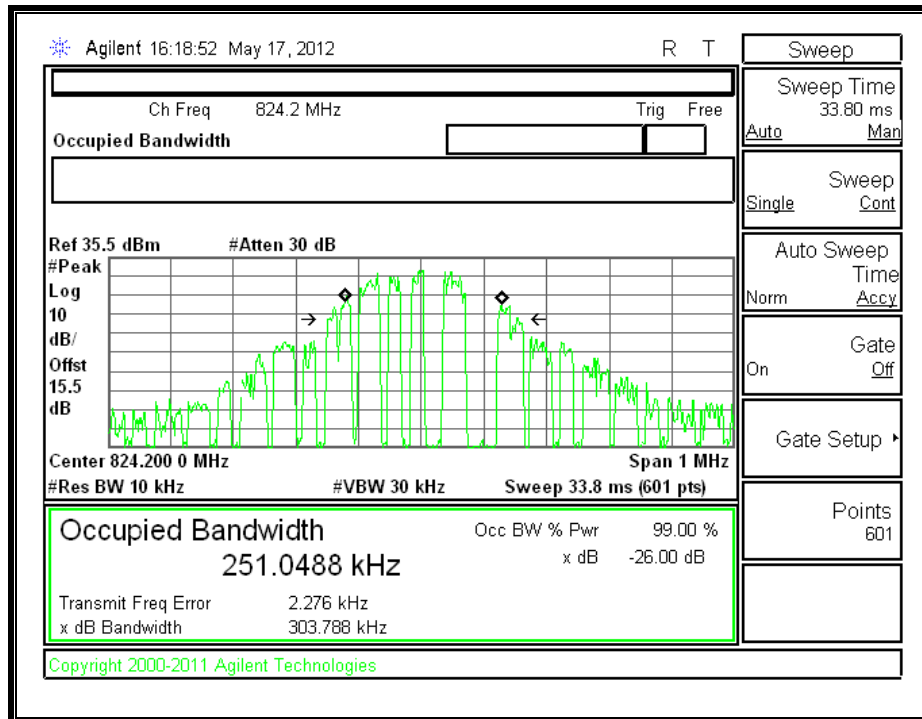 Agilent 16:18:52 May 17, 2012 R T
Ch Freq 824.2 MHz Trig Free
Occupied Bandwidth
Ref 35.5 dBm #Atten 30 dB
#Peak
Log
10
dB/
Offst
15.5
dB
Center 824.200 0 MHz Span 1 MHz
#Res BW 10 kHz #VBW 30 kHz Sweep 33.8 ms (601 pts)
Occupied Bandwidth Occ BW % Pwr 99.00 %
251.0488 kHz x dB -26.00 dB
Transmit Freq Error 2.276 kHz
x dB Bandwidth 303.788 kHz
Copyright 2000-2011 Agilent Technologies
Sweep
Sweep Time
33.80 ms
Auto Man
Sweep
Single Cont
Auto Sweep
Time
Norm Accy
Gate
On Off
Gate Setup
Points
601